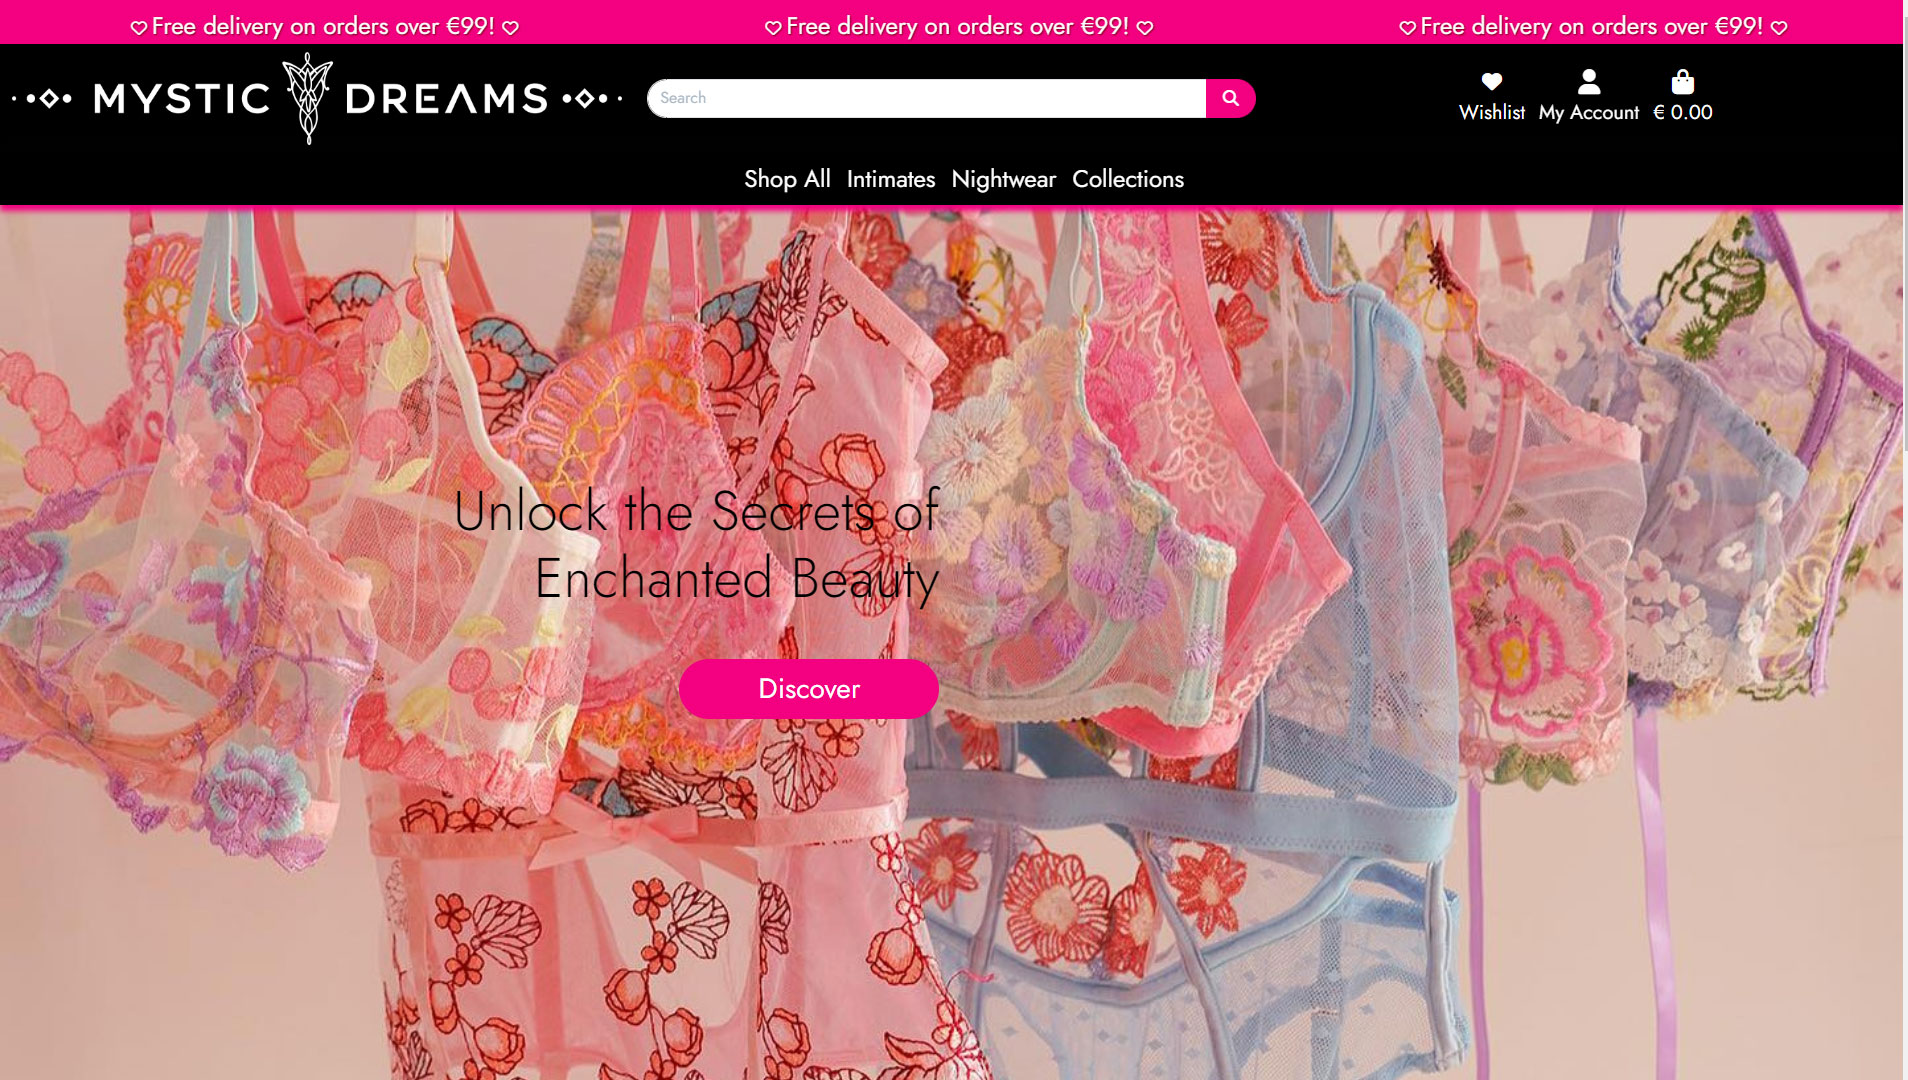 Free delivery on orders over €99!
Free delivery on orders over €99!
Free delivery on orders over €99!
MYSTIC DREAMS
Search
Wishlist
My Account
€ 0.00
Shop All
Intimates
Nightwear
Collections
Unlock the Secrets of
Enchanted Beauty
Discover